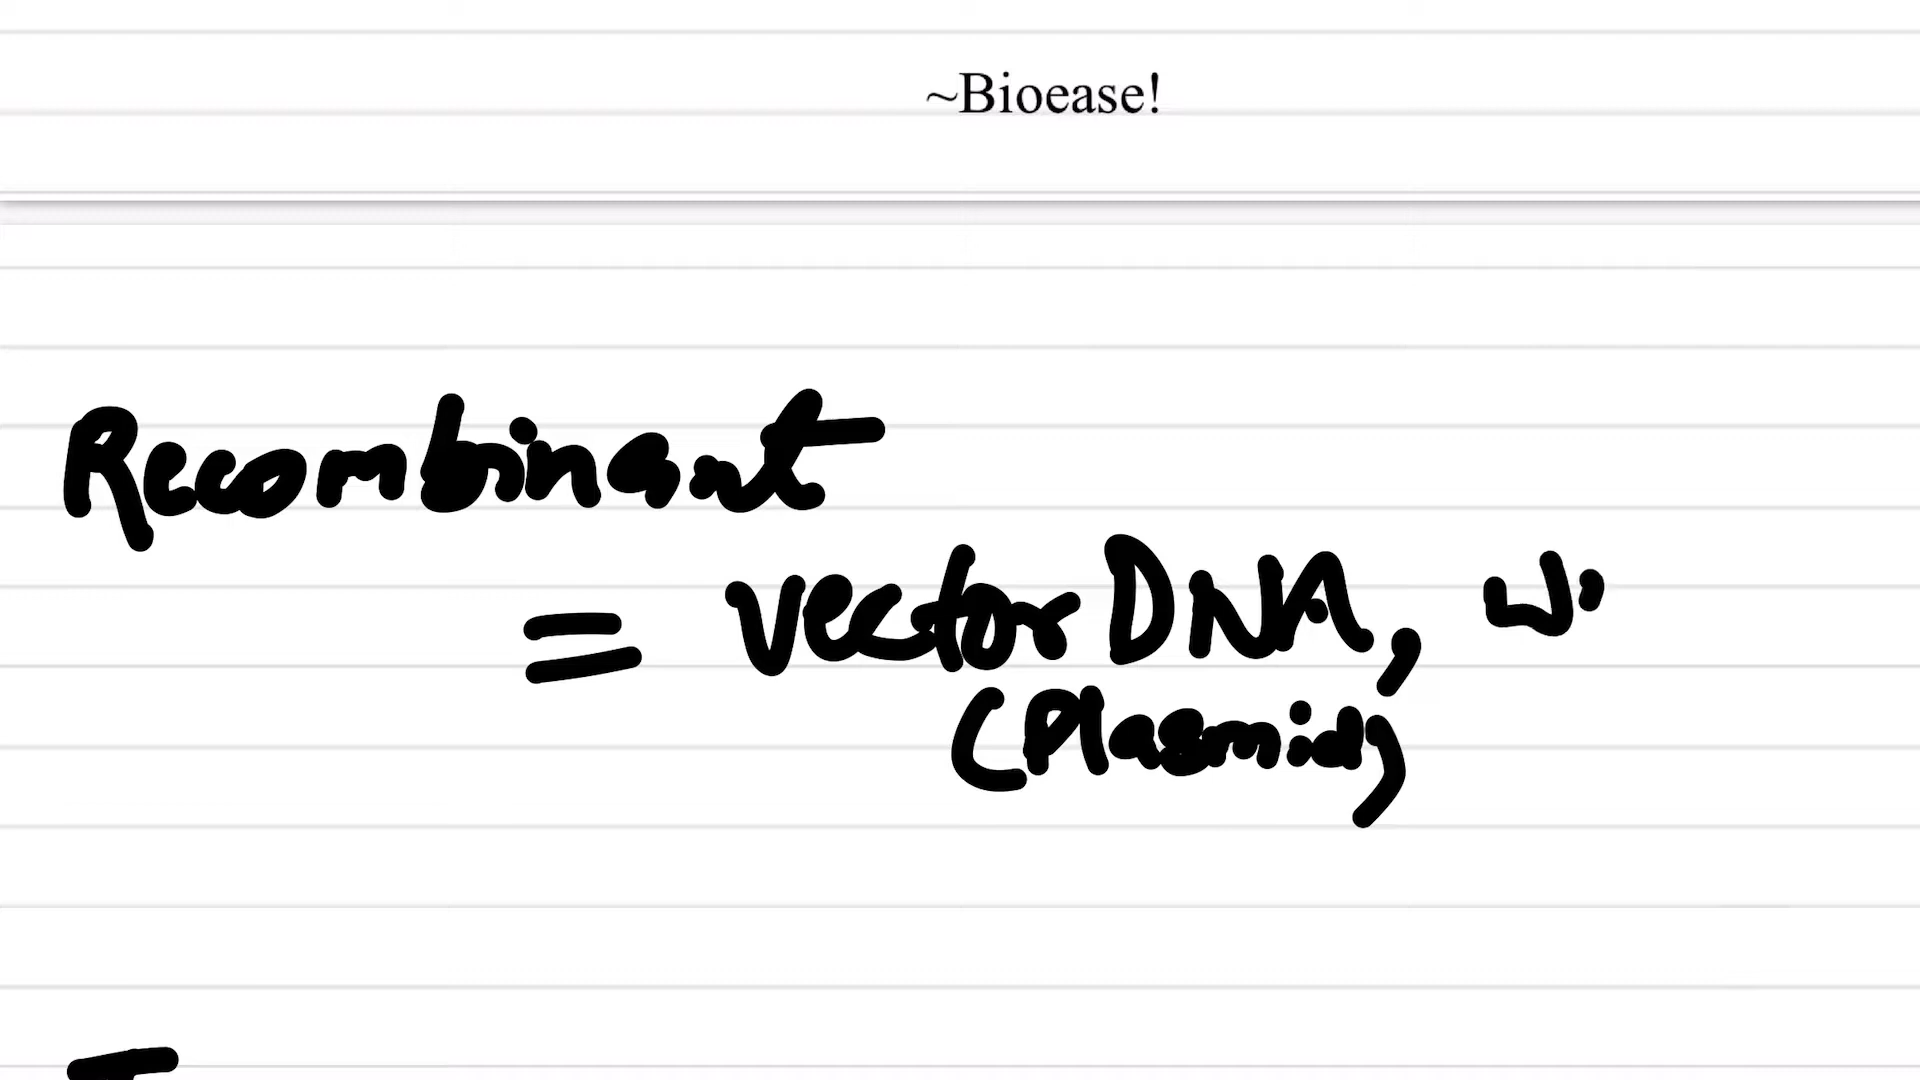 ~Bioease!
Recombinant
= vector DNA,
(Plasmid)